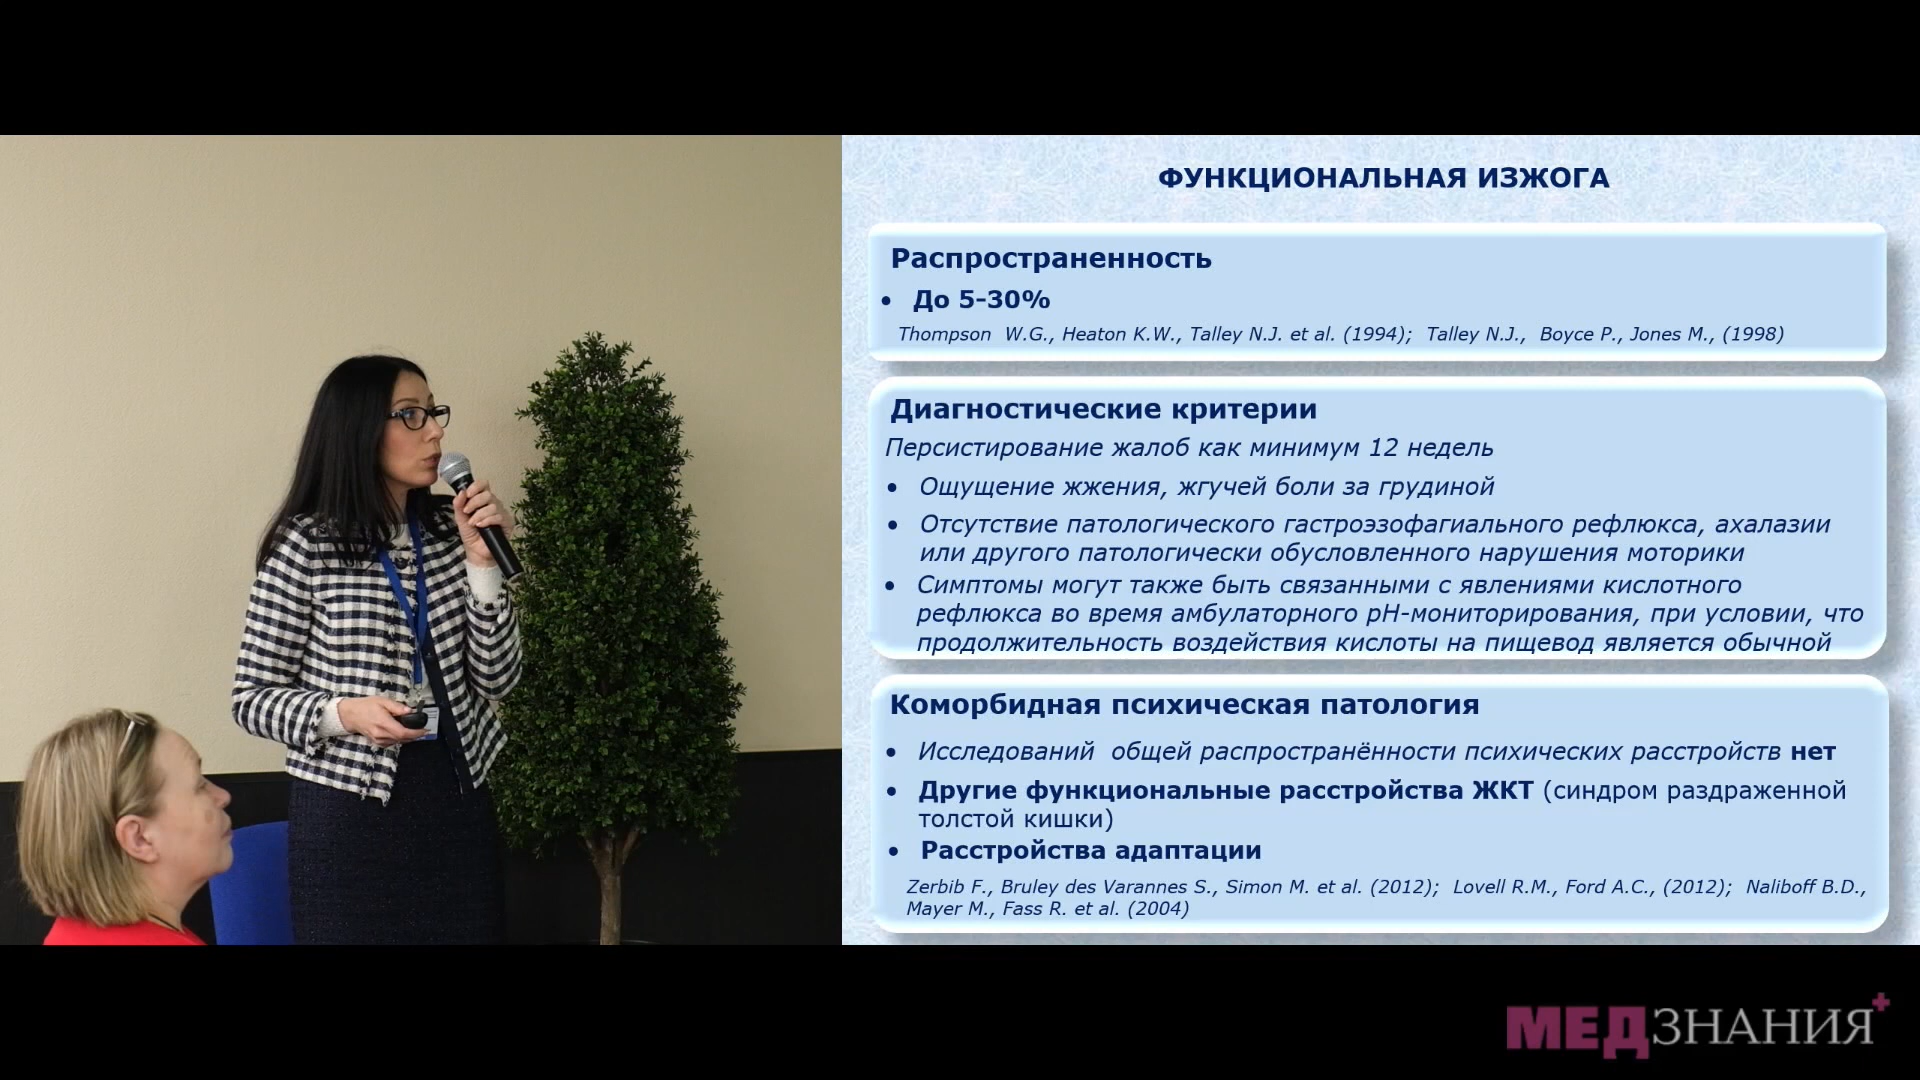 ФУНКЦИОНАЛЬНАЯ ИЗЖОГА
Распространенность
• До 5-30%
Thompson W.G., Heaton K.W., Talley N.J. et al. (1994); Talley N.J., Boyce P., Jones M., (1998)
Диагностические критерии
Персистирование жалоб как минимум 12 недель
• Ощущение жжения, жгучей боли за грудиной
• Отсутствие патологического гастроэзофагиального рефлюкса, ахалазии
или другого патологически обусловленного нарушения моторики
• Симптомы могут также быть связанными с явлениями кислотного
рефлюкса во время амбулаторного pH-мониторирования, при условии, что
продолжительность воздействия кислоты на пищевод является обычной
Коморбидная психическая патология
• Исследований общей распространённости психических расстройств нет
• Другие функциональные расстройства ЖКТ (синдром раздраженной
толстой кишки)
• Расстройства адаптации
Zerbib F., Bruley des Varannes S., Simon M. et al. (2012); Lovell R.M., Ford A.C., (2012); Naliboff B.D.,
Mayer M., Fass R. et al. (2004)
МЕДЗНАНИЯ+